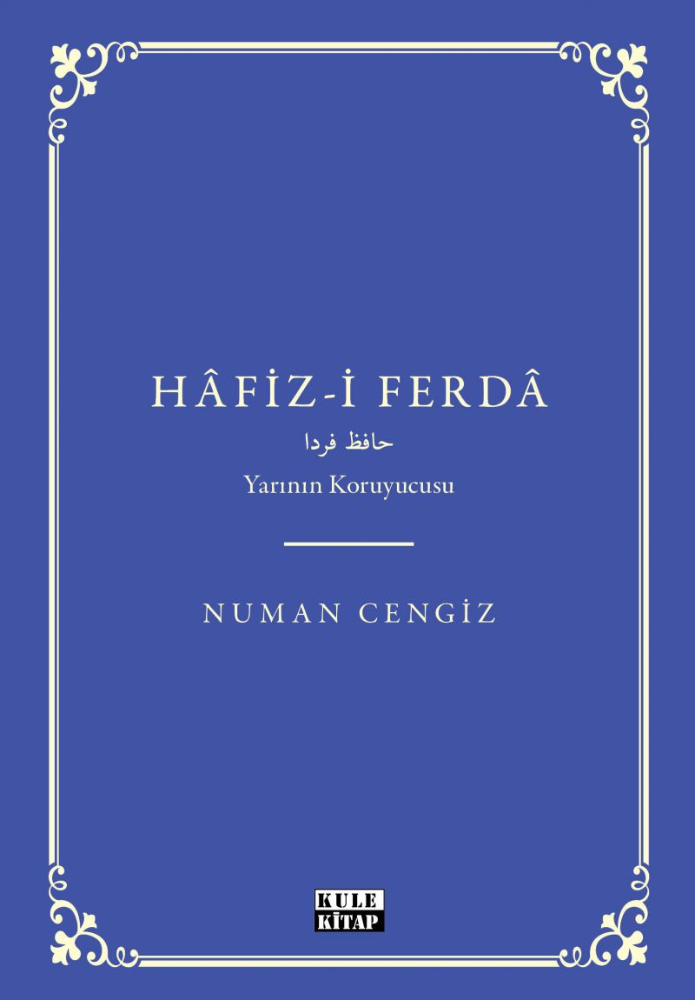 HÂFİZ-İ FERDÂ
حافظ فردا
Yarının Koruyucusu
NUMAN CENGİZ
KULE
KİTAP